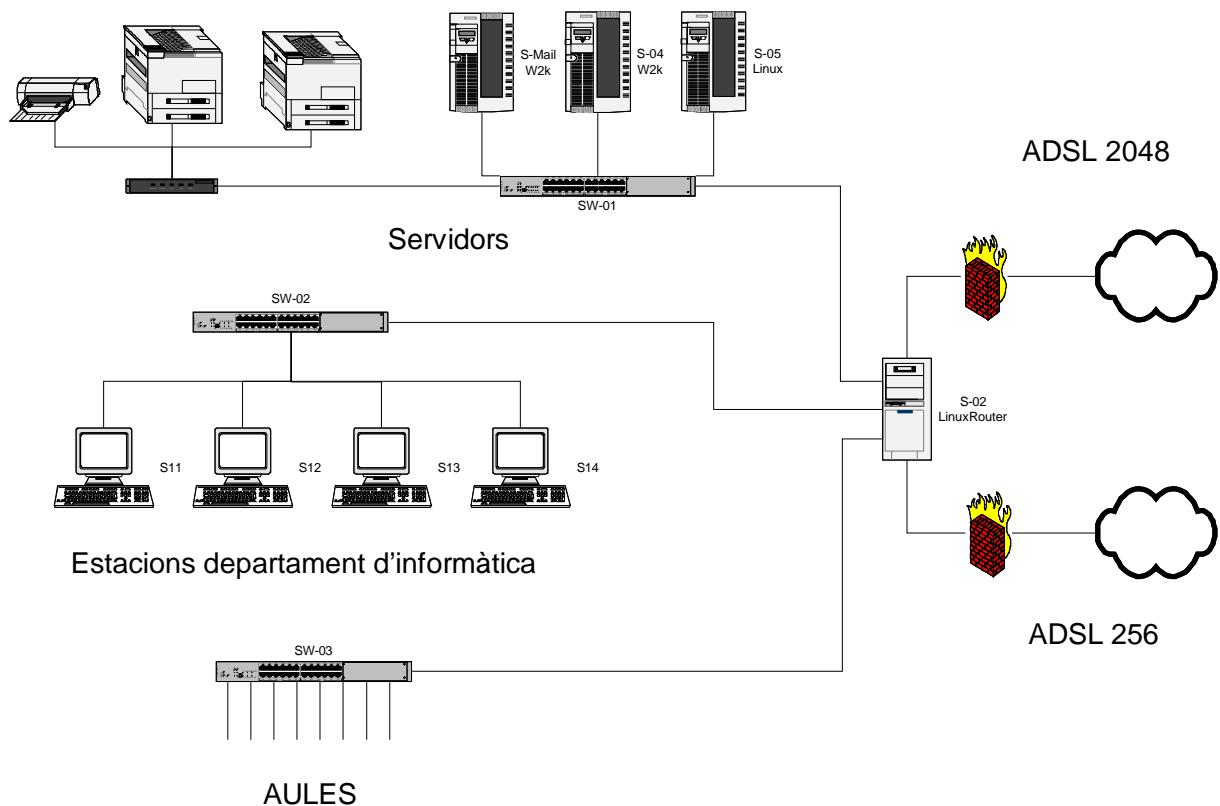 S-Mail
W2k
S-04
W2k
S-05
Linux
ADSL 2048
SW-01
Servidors
SW-02
S-02
LinuxRouter
S11
S12
S13
S14
Estacions departament d'informàtica
ADSL 256
SW-03
AULES